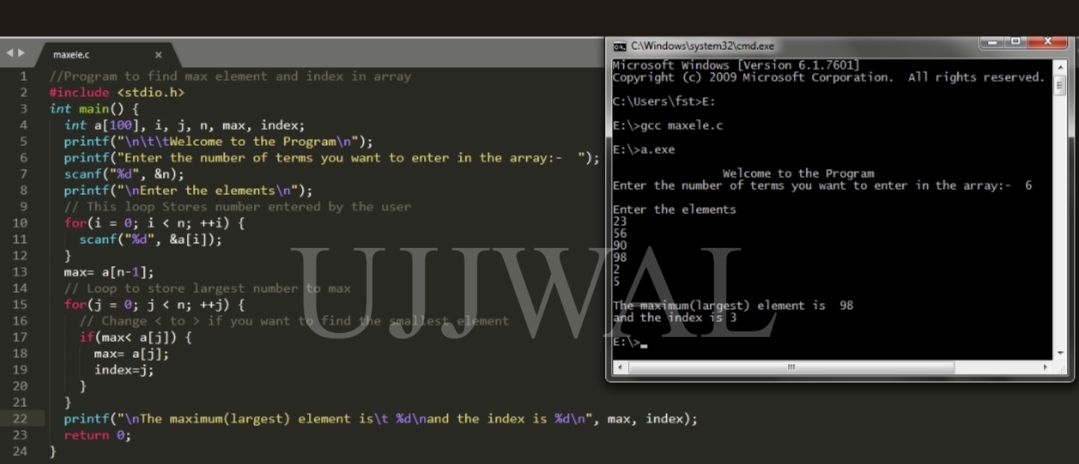 maxele.c
1 //Program to find max element and index in array
2 #include <stdio.h>
3 int main() {
4 int a[100], i, j, n, max, index;
5 printf("\n\t\tWelcome to the Program\n");
6 printf("Enter the number of terms you want to enter in the array:-  ");
7 scanf("%d", &n);
8 printf("\nEnter the elements\n");
9 // This loop Stores number entered by the user
10 for(i = 0; i < n; ++i) {
11 scanf("%d", &a[i]);
12 }
13 max= a[n-1];
14 // Loop to store largest number to max
15 for(j = 0; j < n; ++j) {
16 // Change < to > if you want to find the smallest element
17 if(max< a[j]) {
18 max= a[j];
19 index=j;
20 }
21 }
22 printf("\nThe maximum(largest) element is\t %d\nand the index is %d\n", max, index);
23 return 0;
24 }
C:\Windows\system32\cmd.exe
Microsoft Windows [Version 6.1.7601]
Copyright (c) 2009 Microsoft Corporation.  All rights reserved.
C:\Users\fst>E:
E:\>gcc maxele.c
E:\>a.exe
Welcome to the Program
Enter the number of terms you want to enter in the array:-  6
Enter the elements
23
56
90
98
2
5
The maximum(largest) element is  98
and the index is 3
E:\>_
UJJWAL